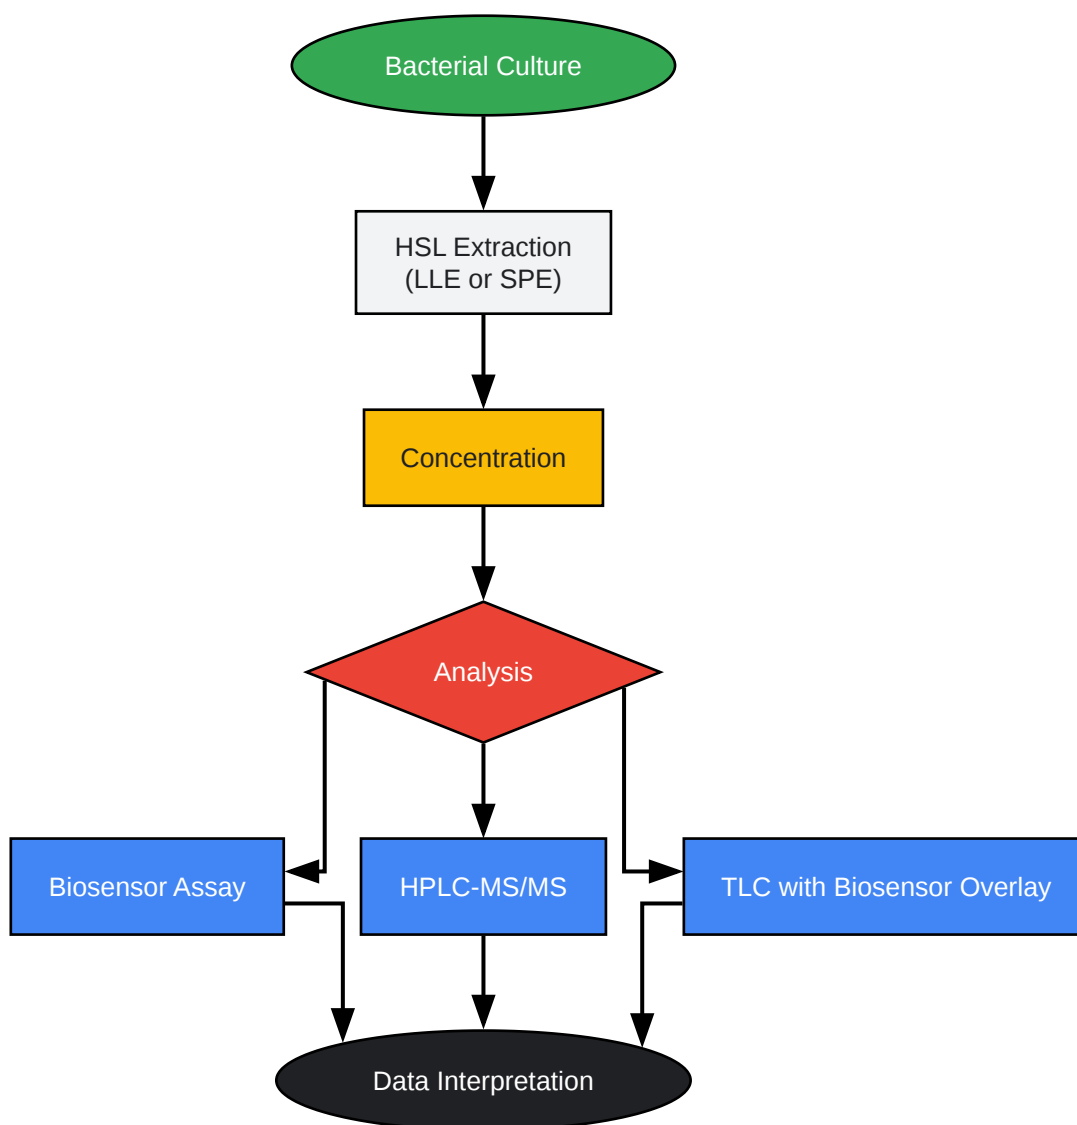 Bacterial Culture
HSL Extraction
(LLE or SPE)
Concentration
Analysis
Biosensor Assay
HPLC-MS/MS
TLC with Biosensor Overlay
Data Interpretation